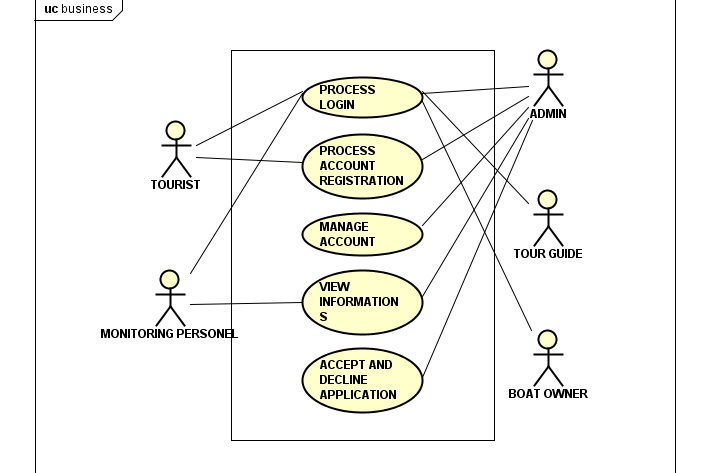 uc business
PROCESS
LOGIN
ADMIN
PROCESS
ACCOUNT
REGISTRATION
TOURIST
MANAGE
ACCOUNT
TOUR GUIDE
VIEW
INFORMATION
S
MONITORING PERSONEL
ACCEPT AND
DECLINE
APPLICATION
BOAT OWNER